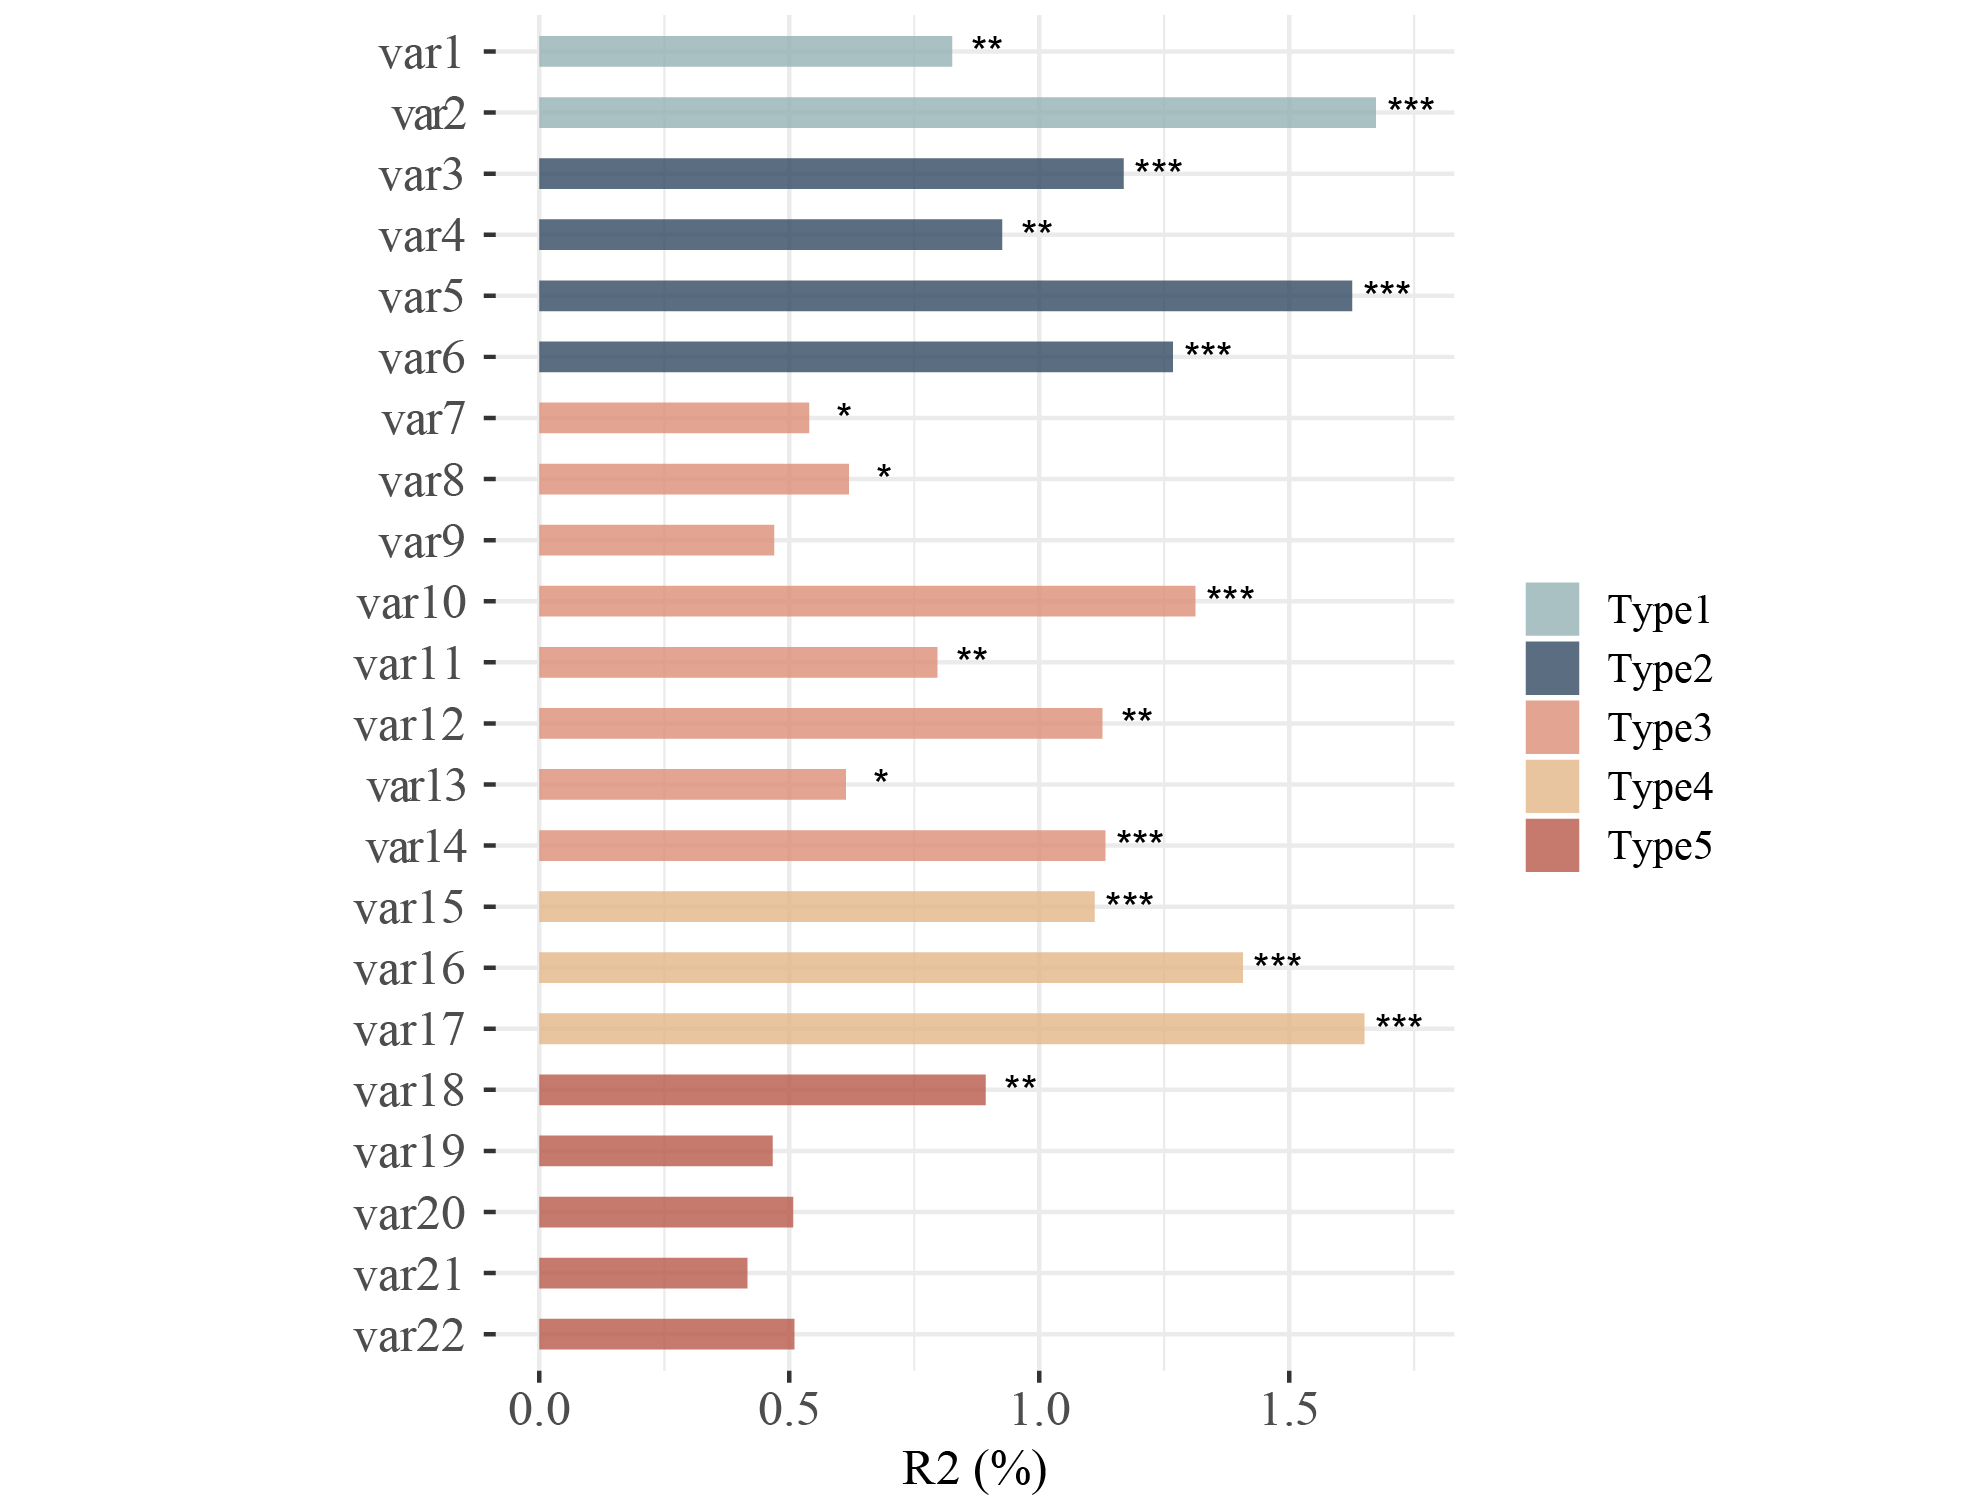 var1 **
var2 ***
var3 ***
var4 **
var5 ***
var6 ***
var7 *
var8 *
var9
var10 ***
var11 **
var12 **
var13 *
var14 ***
var15 ***
var16 ***
var17 ***
var18 **
var19
var20
var21
var22
0.0 0.5 1.0 1.5
R2 (%)
Type1
Type2
Type3
Type4
Type5